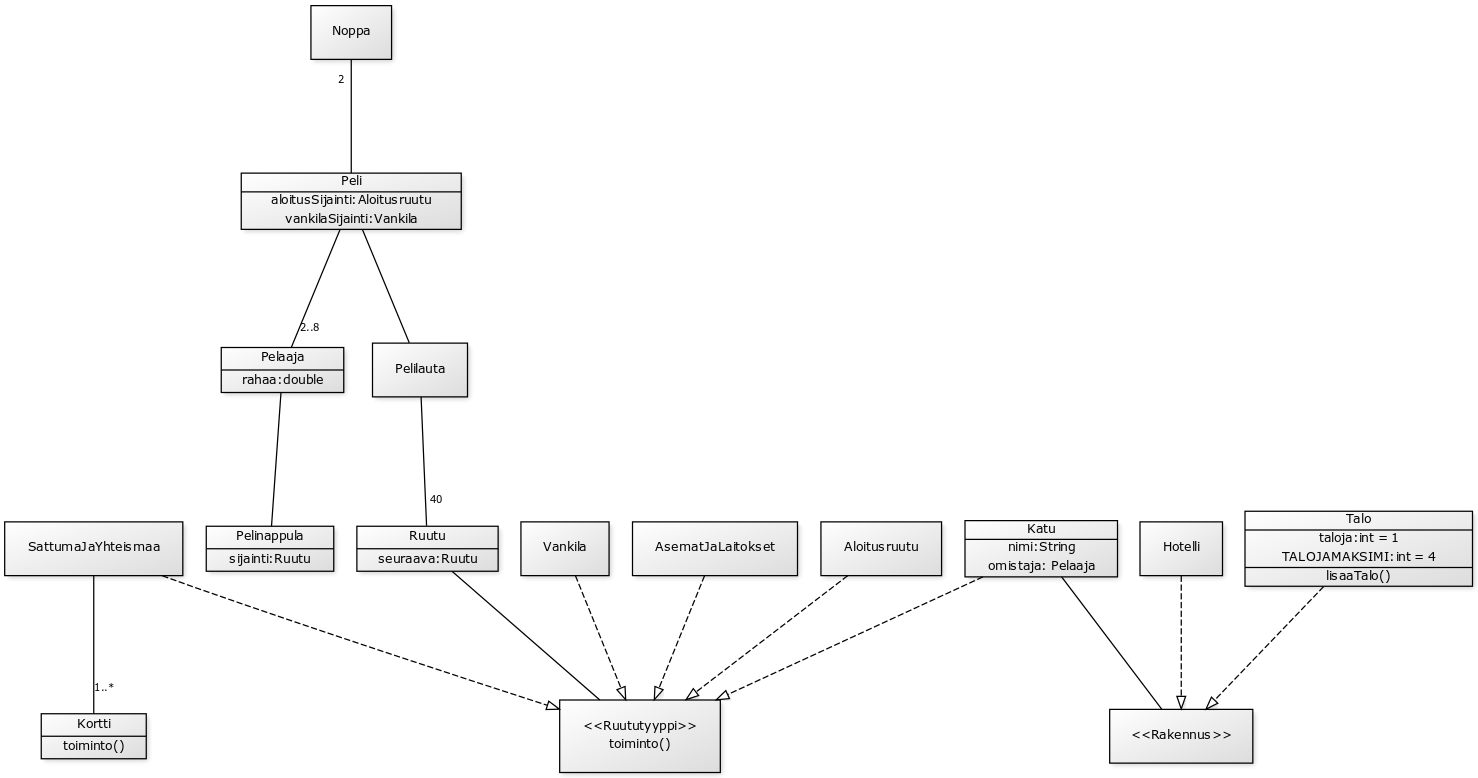 Noppa
2
Peli
aloitusSijainti:Aloitusruutu
vankilaSijainti:Vankila
2..8
Pelaaja
rahaa:double
Pelilauta
40
SattumaJaYhteismaa
Pelinappula
sijainti:Ruutu
Ruutu
seuraava:Ruutu
Vankila
AsematJaLaitokset
Aloitusruutu
Katu
nimi:String
omistaja: Pelaaja
Hotelli
Talo
taloja:int = 1
TALOJAMAKSIMI:int = 4
lisaaTalo()
1..*
Kortti
toiminto()
<<Ruututyyppi>>
toiminto()
<<Rakennus>>